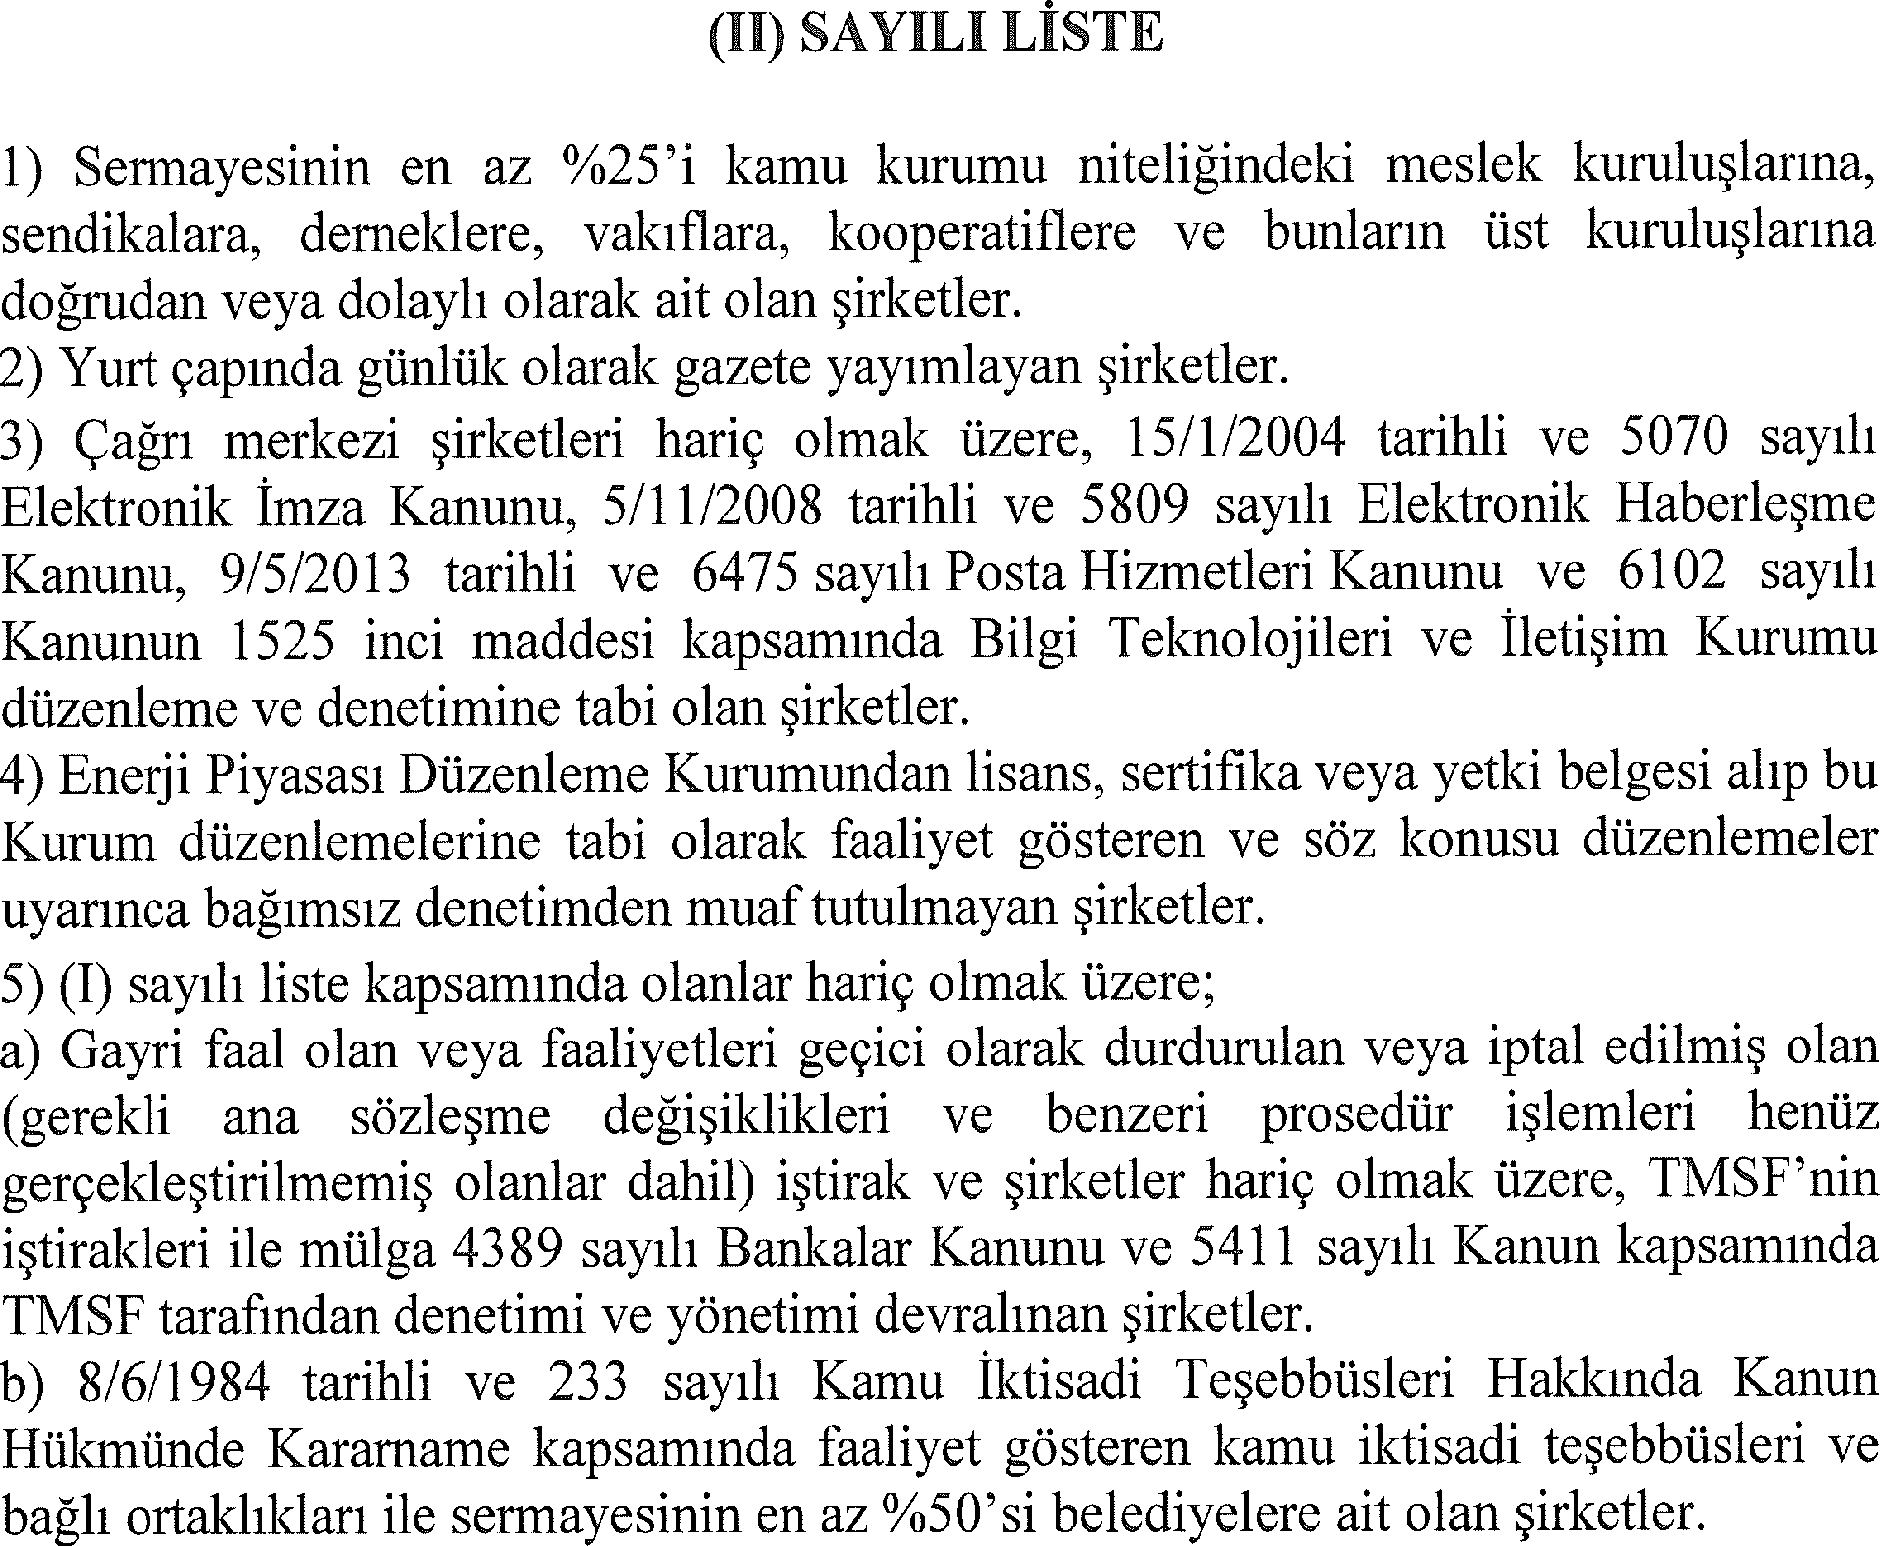 (II) SAYILI LİSTE
1) Sermayesinin en az %25’i kamu kurumu niteliğindeki meslek kuruluşlarına,
sendikalara, derneklere, vakıflara, kooperatiflere ve bunların üst kuruluşlarına
doğrudan veya dolaylı olarak ait olan şirketler.
2) Yurt çapında günlük olarak gazete yayımlayan şirketler.
3) Çağrı merkezi şirketleri hariç olmak üzere, 15/1/2004 tarihli ve 5070 sayılı
Elektronik İmza Kanunu, 5/11/2008 tarihli ve 5809 sayılı Elektronik Haberleşme
Kanunu, 9/5/2013 tarihli ve 6475 sayılı Posta Hizmetleri Kanunu ve 6102 sayılı
Kanunun 1525 inci maddesi kapsamında Bilgi Teknolojileri ve İletişim Kurumu
düzenleme ve denetimine tabi olan şirketler.
4) Enerji Piyasası Düzenleme Kurumundan lisans, sertifika veya yetki belgesi alıp bu
Kurum düzenlemelerine tabi olarak faaliyet gösteren ve söz konusu düzenlemeler
uyarınca bağımsız denetimden muaf tutulmayan şirketler.
5) (I) sayılı liste kapsamında olanlar hariç olmak üzere;
a) Gayri faal olan veya faaliyetleri geçici olarak durdurulan veya iptal edilmiş olan
(gerekli ana sözleşme değişiklikleri ve benzeri prosedür işlemleri henüz
gerçekleştirilmemiş olanlar dahil) iştirak ve şirketler hariç olmak üzere, TMSF’nin
iştirakleri ile mülga 4389 sayılı Bankalar Kanunu ve 5411 sayılı Kanun kapsamında
TMSF tarafından denetimi ve yönetimi devralınan şirketler.
b) 8/6/1984 tarihli ve 233 sayılı Kamu İktisadi Teşebbüsleri Hakkında Kanun
Hükmünde Kararname kapsamında faaliyet gösteren kamu iktisadi teşebbüsleri ve
bağlı ortaklıkları ile sermayesinin en az %50’si belediyelere ait olan şirketler.